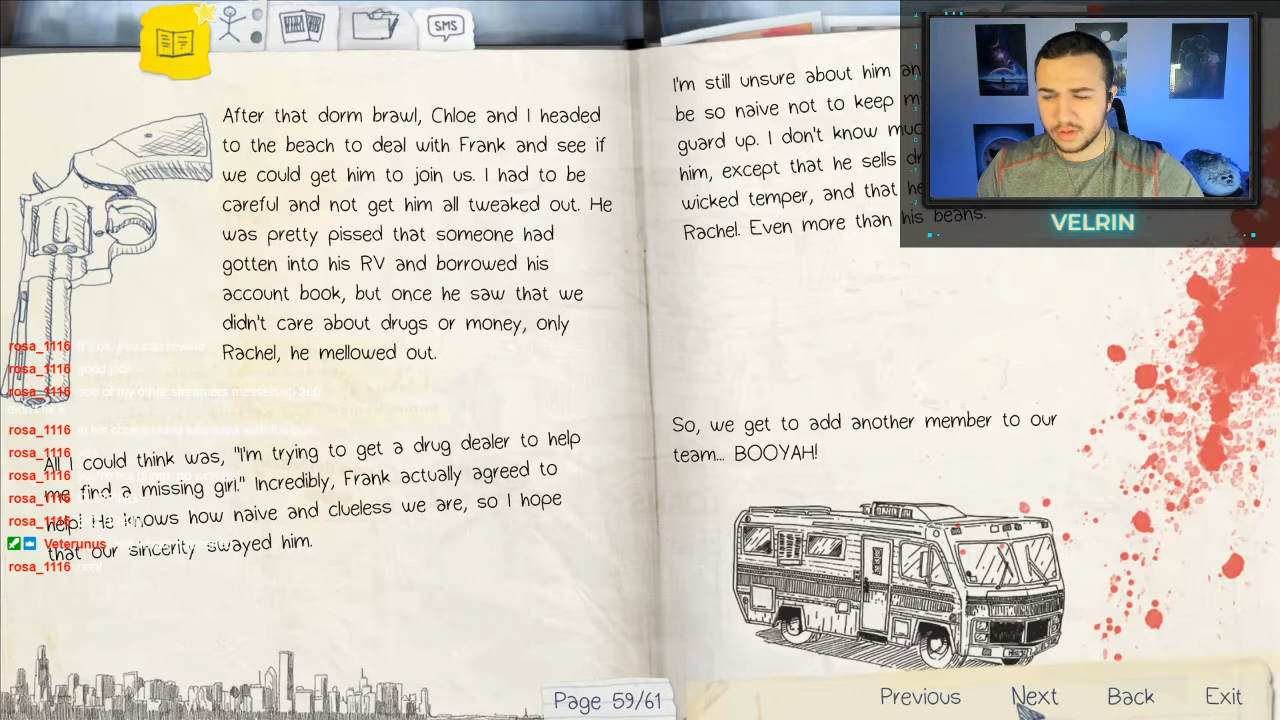 SMS
After that dorm brawl, Chloe and I headed
to the beach to deal with Frank and see if
we could get him to join us. I had to be
careful and not get him all tweaked out. He
was pretty pissed that someone had
gotten into his RV and borrowed his
account book, but once he saw that we
didn't care about drugs or money, only
Rachel, he mellowed out.
All I could think was, "I'm trying to get a drug dealer to help
me find a missing girl." Incredibly, Frank actually agreed to
help! He knows how naive and clueless we are, so I hope
that our sincerity swayed him.
I'm still unsure about him
be so naive not to keep
guard up. I don't know
him, except that he sells
wicked temper, and that he
Rachel. Even more than his beans.
So, we get to add another member to our
team... BOOYAH!
VELRIN
rosa_1116
rosa_1116 good job
rosa_1116
rosa_1116
rosa_1116
rosa_1116
rosa_1116
rosa_1116
Veterunus
rosa_1116
Page 59/61
Previous Next Back Exit